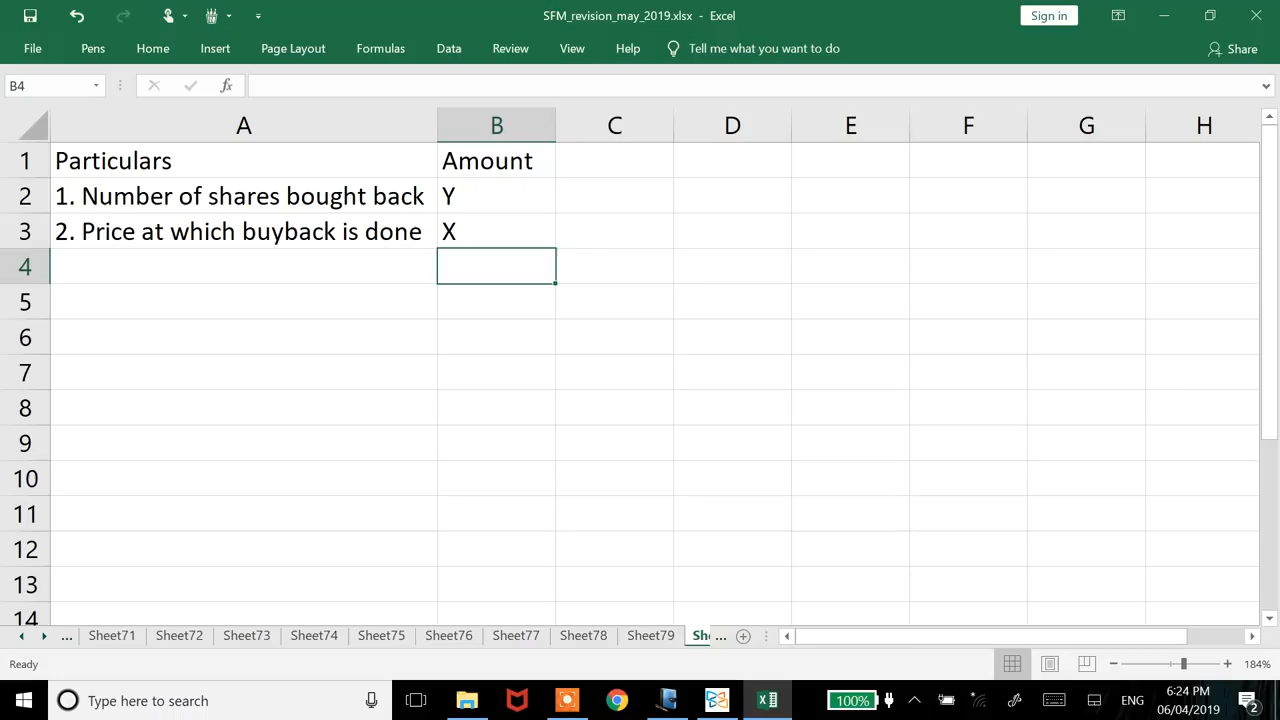 SFM_revision_may_2019.xlsx - Excel
Sign in
File Pens Home Insert Page Layout Formulas Data Review View Help Tell me what you want to do Share
B4 fx
A B C D E F G H
1 Particulars Amount
2 1. Number of shares bought back Y
3 2. Price at which buyback is done X
4
5
6
7
8
9
10
11
12
13
14
... Sheet71 Sheet72 Sheet73 Sheet74 Sheet75 Sheet76 Sheet77 Sheet78 Sheet79 She ...
Ready 184%
Type here to search 100% ENG 6:24 PM
06/04/2019 2